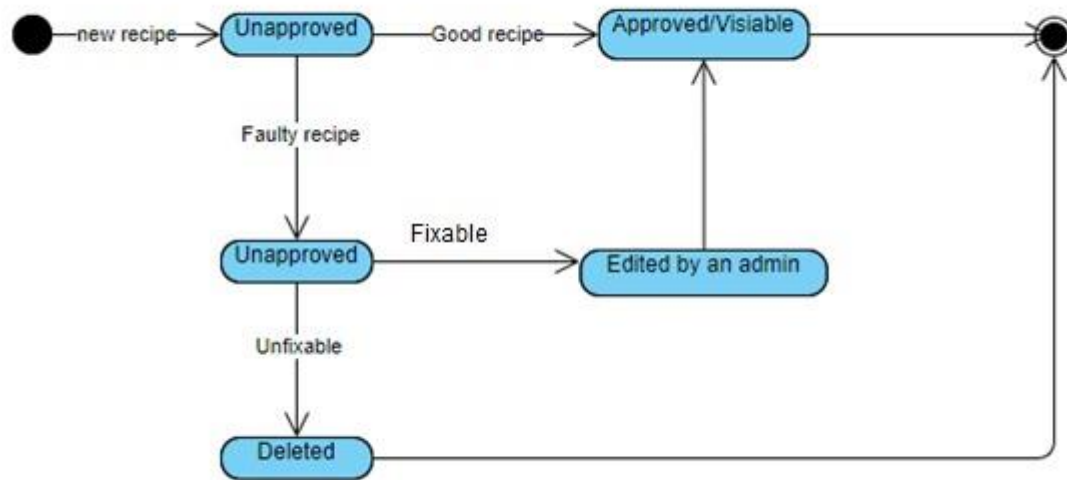 new recipe
Unapproved
Good recipe
Approved/Visiable
Faulty recipe
Unapproved
Fixable
Edited by an admin
Unfixable
Deleted